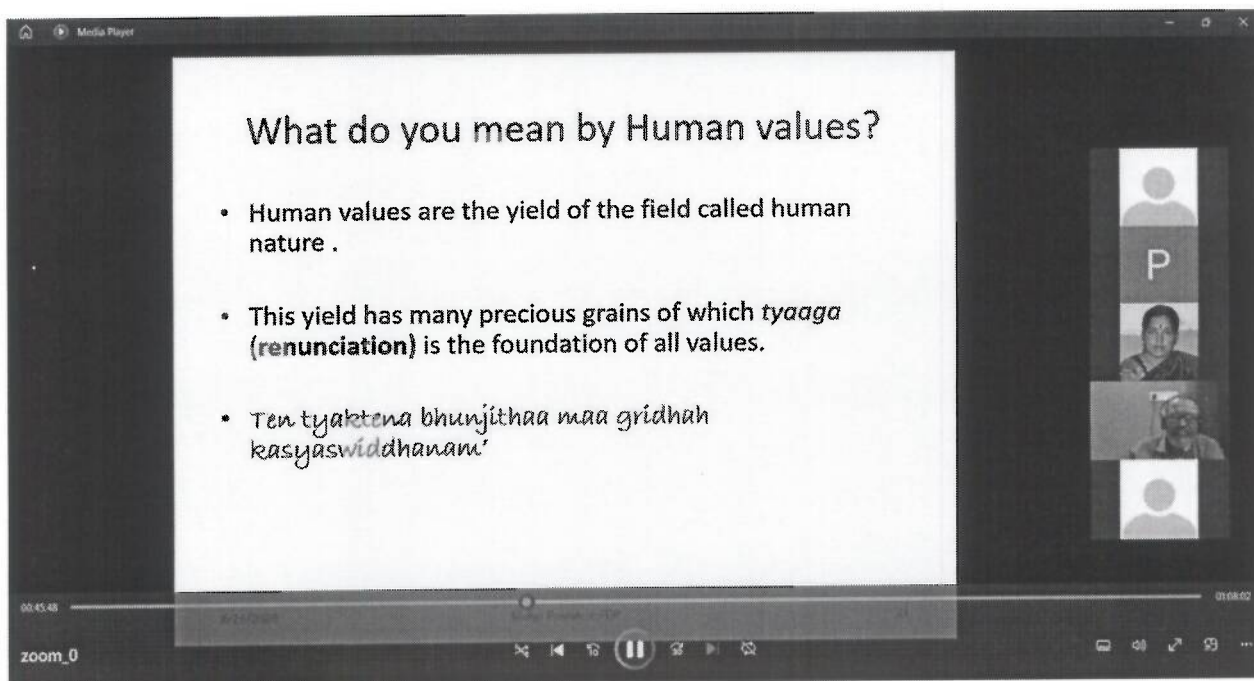 Media Player
What do you mean by Human values?
• Human values are the yield of the field called human
nature .
• This yield has many precious grains of which tyaaga
(renunciation) is the foundation of all values.
• Ten tyaktena bhunjithaa maa gridhah
kasyaswiddhanam'
P
00:45:48
01:08:02
zoom_0